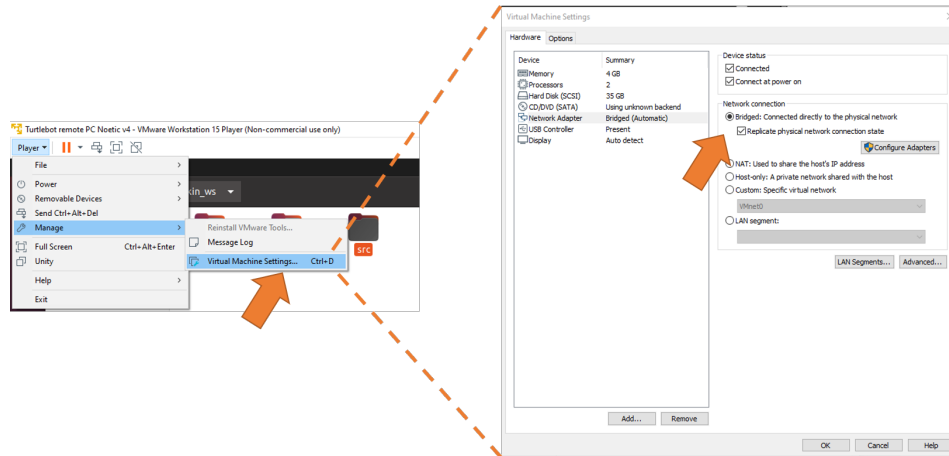 Turtlebot remote PC Noetic v4 - VMware Workstation 15 Player (Non-commercial use only)
Player
File
Power
Removable Devices
Send Ctrl+Alt+Del
Manage
Full Screen Ctrl+Alt+Enter
Unity
Help
Exit
kin_ws
src
Reinstall VMware Tools...
Message Log
Virtual Machine Settings... Ctrl+D
Virtual Machine Settings
Hardware Options
Device Summary
Memory 4 GB
Processors 2
Hard Disk (SCSI) 35 GB
CD/DVD (SATA) Using unknown backend
Network Adapter Bridged (Automatic)
USB Controller Present
Display Auto detect
Add... Remove
Device status
Connected
Connect at power on
Network connection
Bridged: Connected directly to the physical network
Replicate physical network connection state
Configure Adapters
NAT: Used to share the host's IP address
Host-only: A private network shared with the host
Custom: Specific virtual network
VMnet0
LAN segment:
LAN Segments... Advanced...
OK Cancel Help